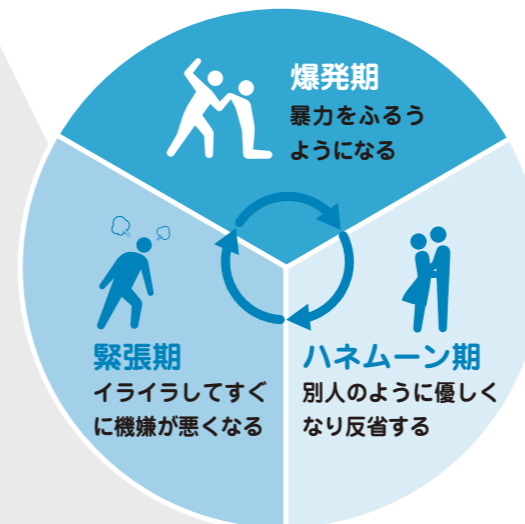 爆発期
暴力をふるう
ようになる
緊張期
イライラしてすぐ
に機嫌が悪くなる
ハネムーン期
別人のように優しく
なり反省する